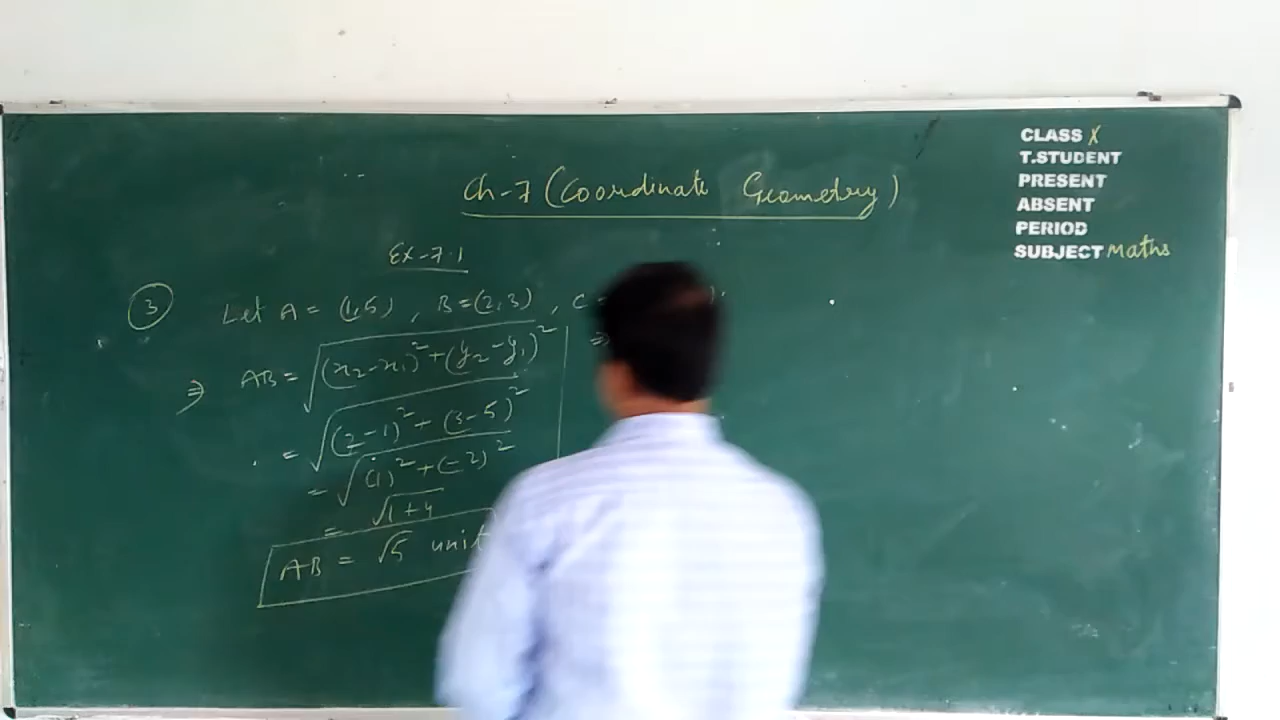 CLASS X
T.STUDENT
PRESENT
ABSENT
PERIOD
SUBJECT Maths
Ch-7 (Coordinate Geometry)
Ex-7.1
③ Let A = (1,5), B=(2,3), C =
⇒ AB = √(x₂-x₁)²+(y₂-y₁)²
= √(2-1)² + (3-5)²
= √(1)²+(-2)²
= √1+4
AB = √5 unit
⇒